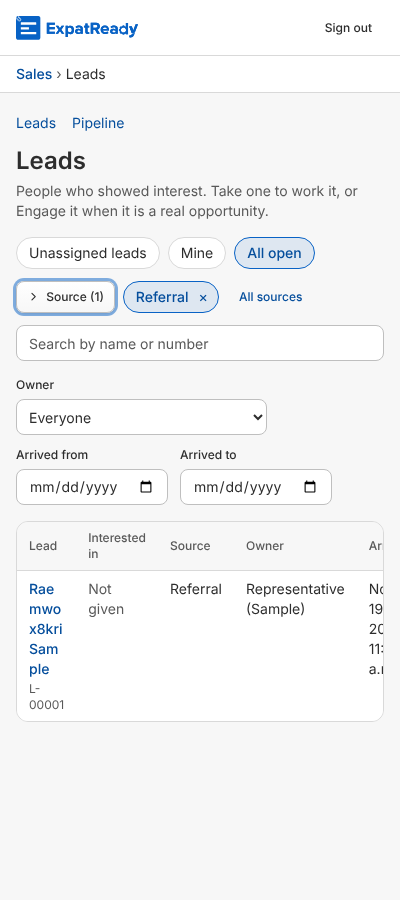 ExpatReady
Sign out
Sales › Leads
Leads Pipeline
Leads
People who showed interest. Take one to work it, or
Engage it when it is a real opportunity.
Unassigned leads Mine All open
Source (1) Referral × All sources
Search by name or number
Owner
Everyone
Arrived from Arrived to
mm/dd/yyyy mm/dd/yyyy
Lead Interested in Source Owner
Rae Not given Referral Representative (Sample)
mwo
x8kri
Sam
ple
L-
00001